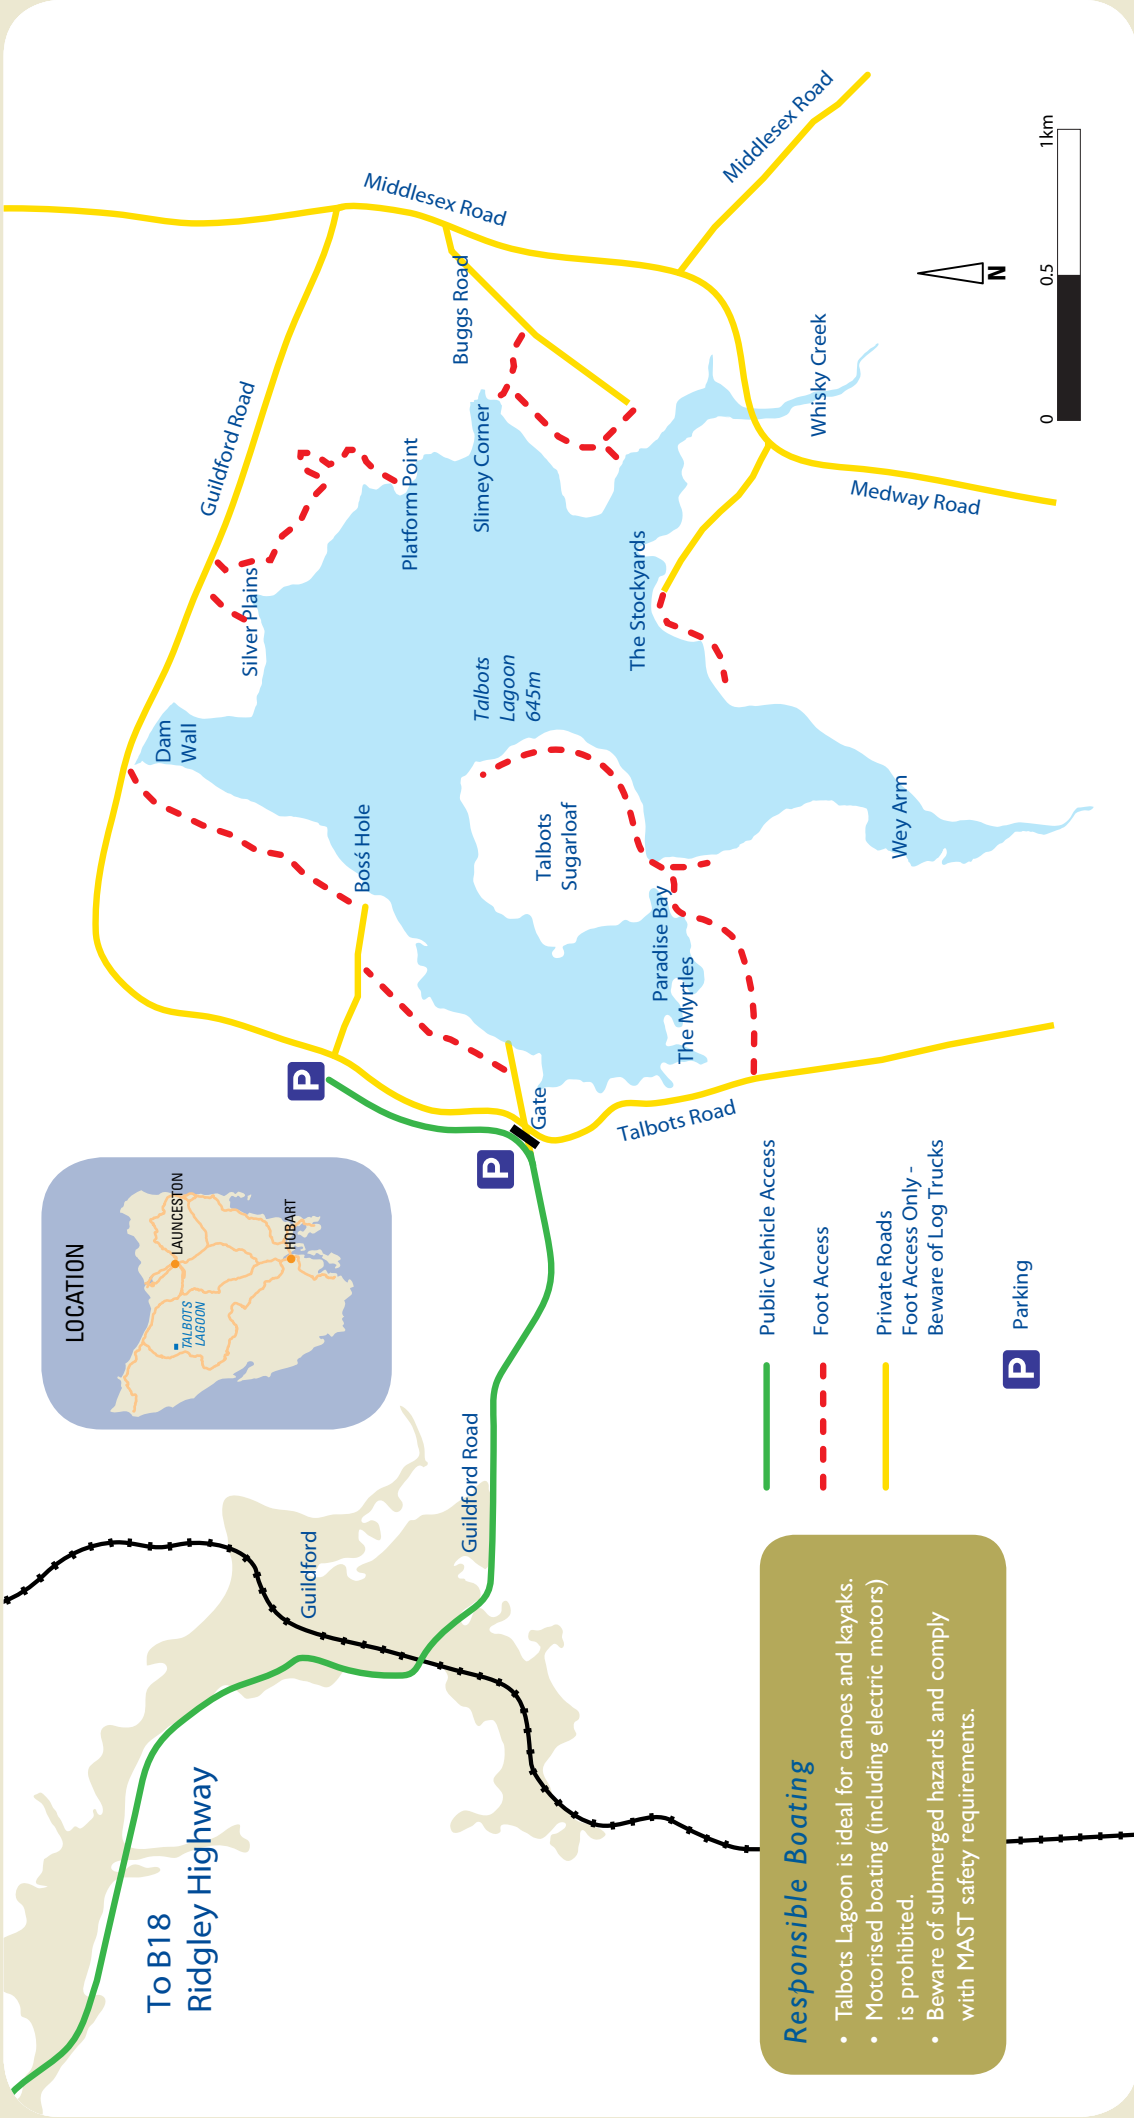 LOCATION
LAUNCESTON
TALBOTS
LAGOON
HOBART
To B18
Ridgley Highway
Guildford
Guildford Road
P
P
Gate
Talbots Road
Guildford Road
Dam
Wall
Silver Plains
Boss Hole
Platform Point
Slimey Corner
Buggs Road
Middlesex Road
Middlesex Road
Talbots
Lagoon
645m
Talbots
Sugarloaf
The Stockyards
Paradise Bay
The Myrtles
Wey Arm
Whisky Creek
Medway Road
Responsible Boating
• Talbots Lagoon is ideal for canoes and kayaks.
• Motorised boating (including electric motors)
is prohibited.
• Beware of submerged hazards and comply
with MAST safety requirements.
Public Vehicle Access
Foot Access
Private Roads
Foot Access Only -
Beware of Log Trucks
P Parking
N
0 0.5 1km